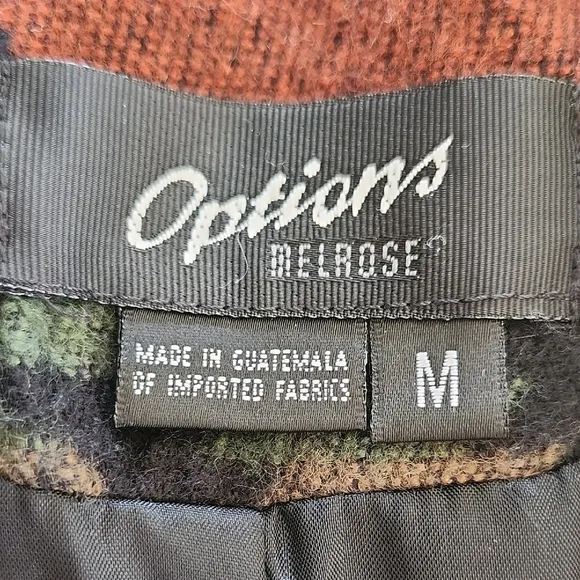 Options
MELROSE
MADE IN GUATEMALA
OF IMPORTED FABRICS
M